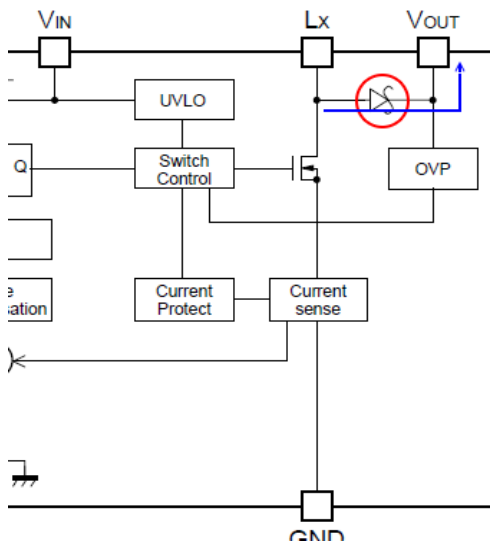 VIN
LX
VOUT
UVLO
Q
Switch
Control
OVP
e
sation
Current
Protect
Current
sense
GND